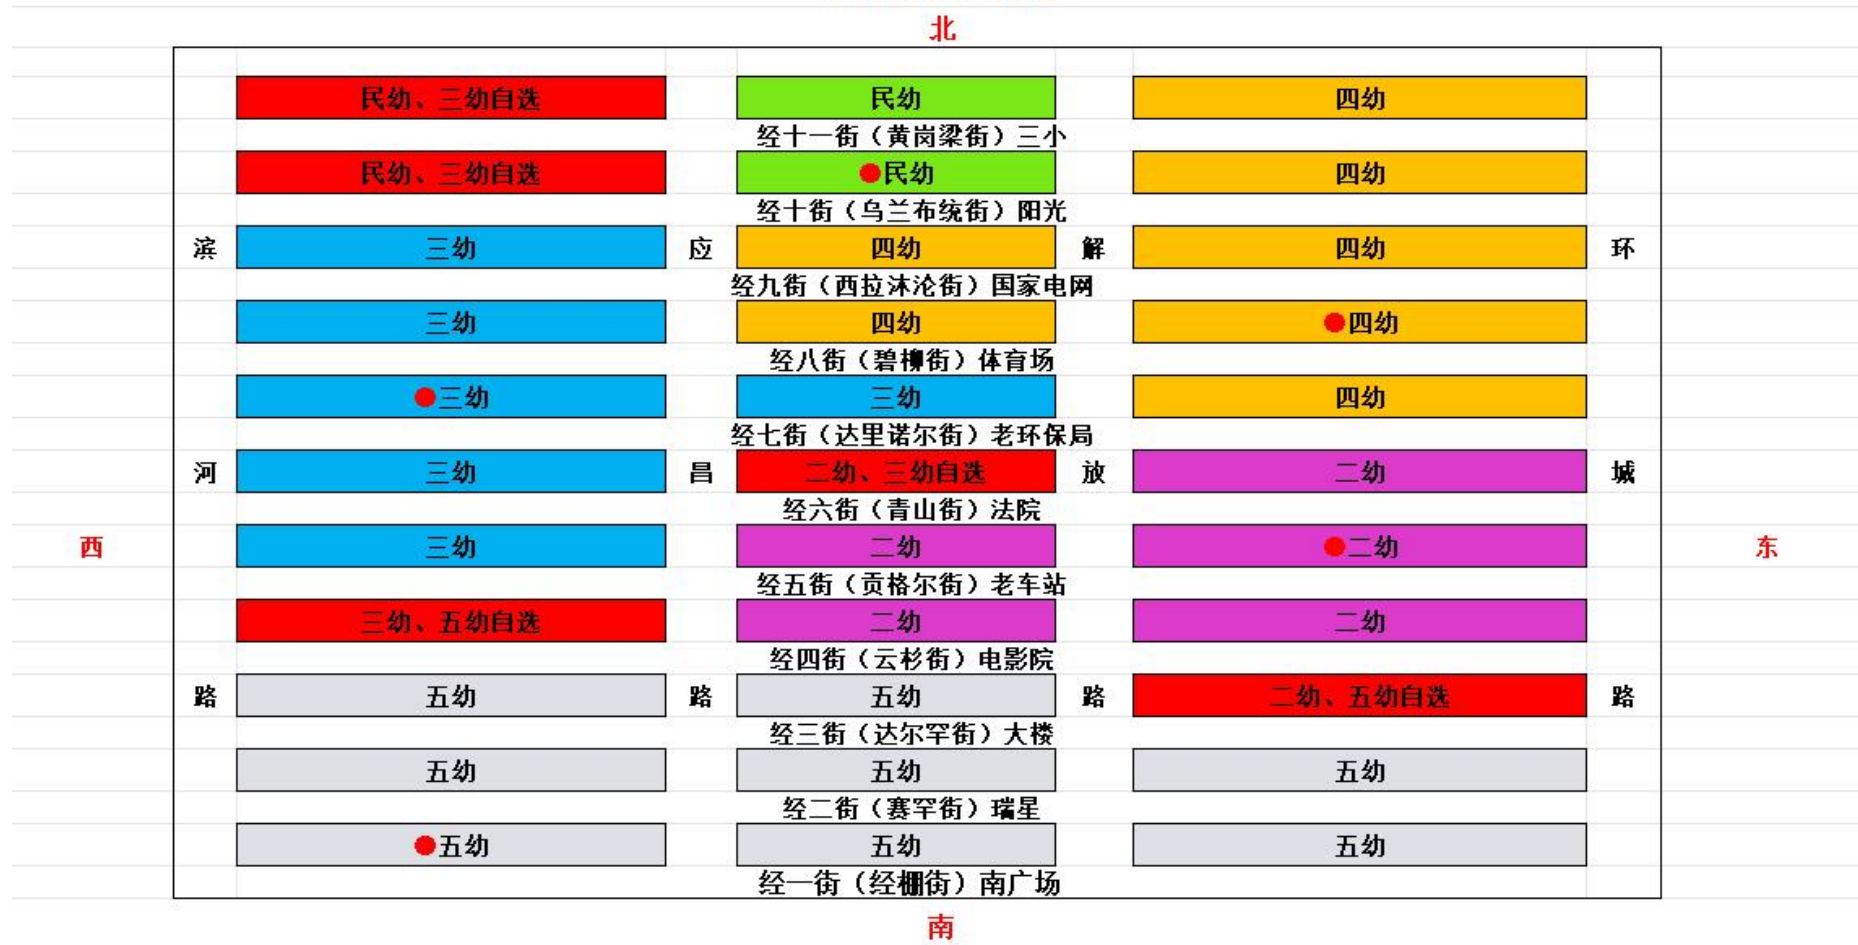 北
民幼、三幼自选 民幼 四幼
经十一街（黄岗梁街）三小
民幼、三幼自选 民幼 四幼
经十街（乌兰布统街）阳光
滨 三幼 应 四幼 解 四幼 环
经九街（西拉沐沦街）国家电网
三幼 四幼 四幼
经八街（碧柳街）体育场
三幼 三幼 四幼
经七街（达里诺尔街）老环保局
河 三幼 昌 二幼、三幼自选 放 二幼 城
经六街（青山街）法院
西 三幼 二幼 二幼 东
经五街（贡格尔街）老车站
三幼、五幼自选 二幼 二幼
经四街（云杉街）电影院
路 五幼 路 五幼 路 二幼、五幼自选 路
经三街（达尔罕街）大楼
五幼 五幼 五幼
经二街（赛罕街）瑞星
五幼 五幼 五幼
经一街（经棚街）南广场
南